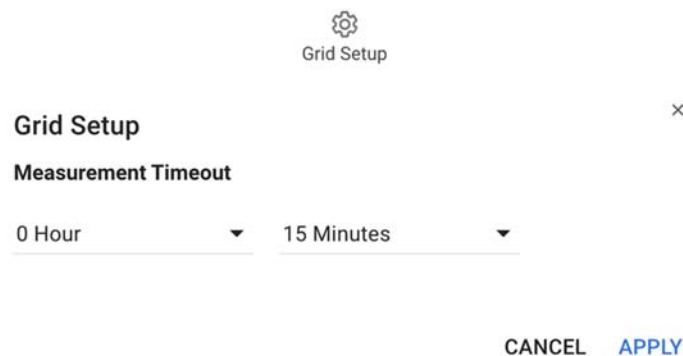 Grid Setup
Grid Setup
×
Measurement Timeout
0 Hour 15 Minutes
CANCEL APPLY